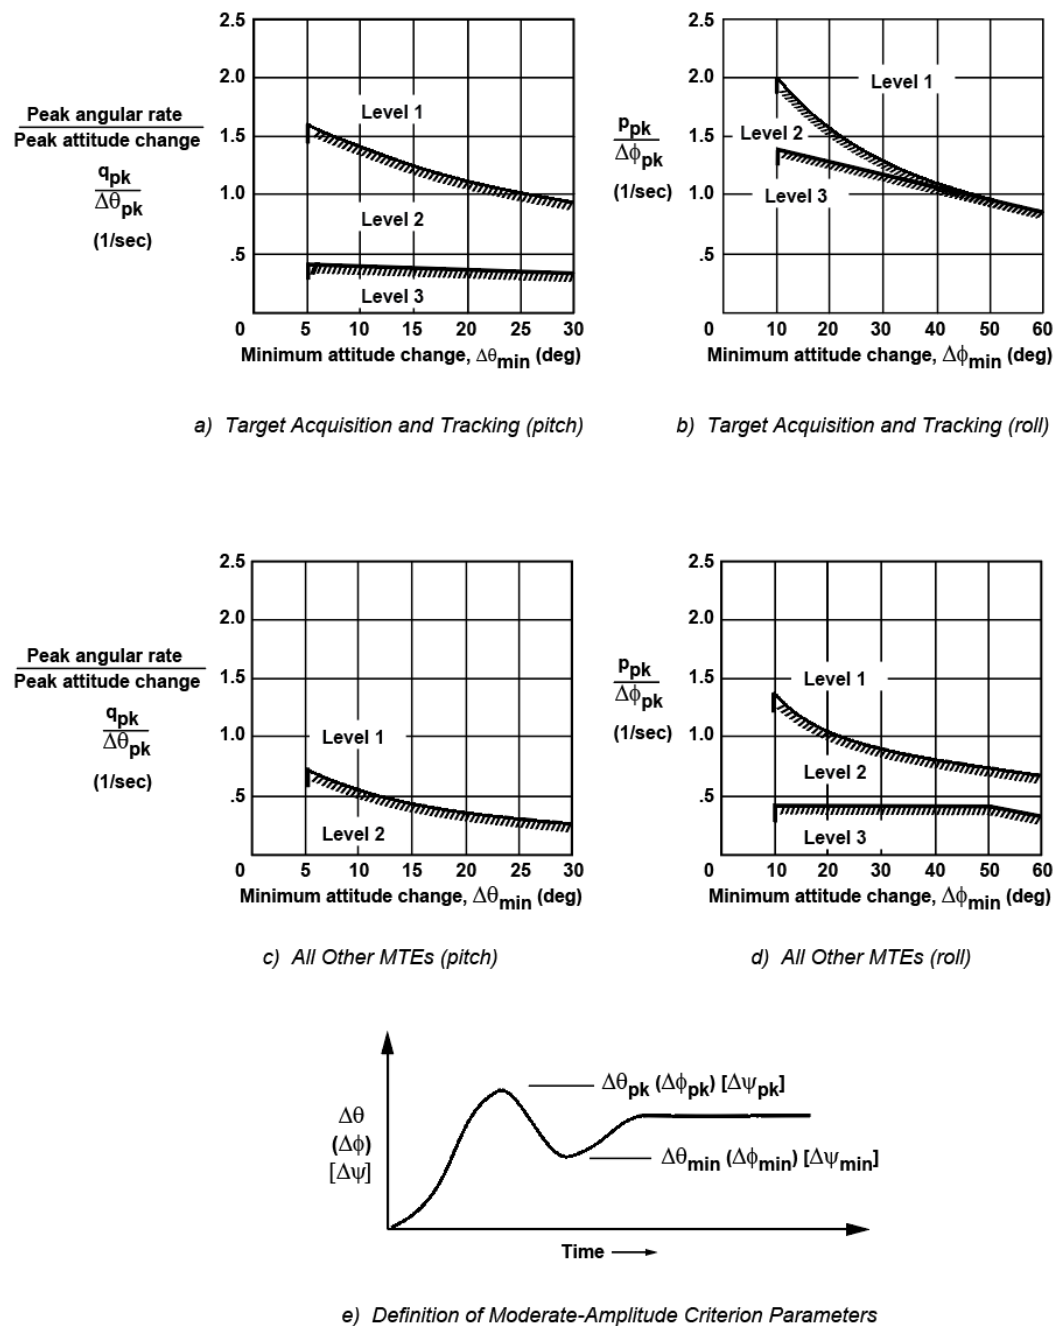 2.5
2.0
1.5
1.0
.5
0
5
10
15
20
25
30
Peak angular rate
Peak attitude change
q_pk
Δθ_pk
(1/sec)
Level 1
Level 2
Level 3
Minimum attitude change, Δθ_min (deg)
a) Target Acquisition and Tracking (pitch)
2.5
2.0
1.5
1.0
.5
0
10
20
30
40
50
60
p_pk
Δϕ_pk
(1/sec)
Level 1
Level 2
Level 3
Minimum attitude change, Δϕ_min (deg)
b) Target Acquisition and Tracking (roll)
2.5
2.0
1.5
1.0
.5
0
5
10
15
20
25
30
Peak angular rate
Peak attitude change
q_pk
Δθ_pk
(1/sec)
Level 1
Level 2
Minimum attitude change, Δθ_min (deg)
c) All Other MTEs (pitch)
2.5
2.0
1.5
1.0
.5
0
10
20
30
40
50
60
p_pk
Δϕ_pk
(1/sec)
Level 1
Level 2
Level 3
Minimum attitude change, Δϕ_min (deg)
d) All Other MTEs (roll)
Δθ
(Δϕ)
[Δψ]
Δθ_pk (Δϕ_pk) [Δψ_pk]
Δθ_min (Δϕ_min) [Δψ_min]
Time
e) Definition of Moderate-Amplitude Criterion Parameters